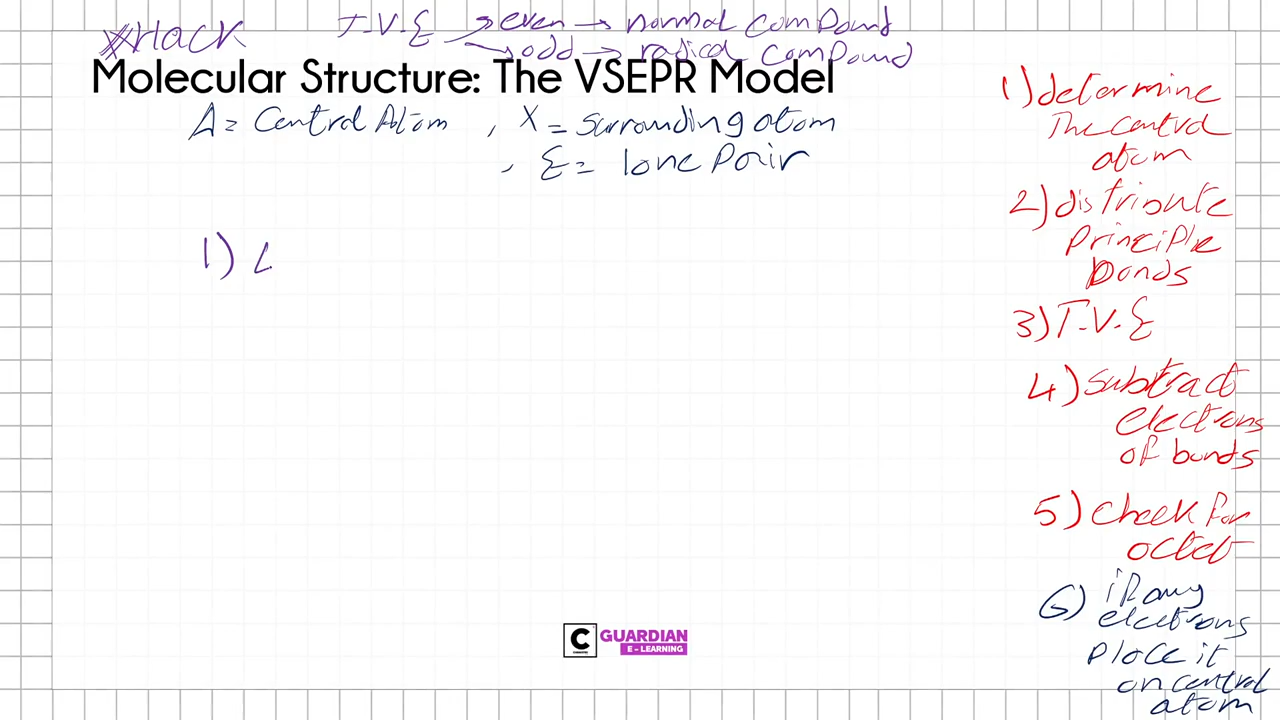 *Hack T.V.E even → normal compound
odd → radical compound
Molecular Structure: The VSEPR Model
A = Central Atom , X = surrounding atom
, E = lone Pair
1)
1) determine
The central
atom
2) distribute
Principle
bonds
3) T.V.E
4) subtract
electrons
of bonds
5) check for
octet
6) if any
electrons
place it
on central
atom
C
CHEMISTRY
GUARDIAN
E - LEARNING